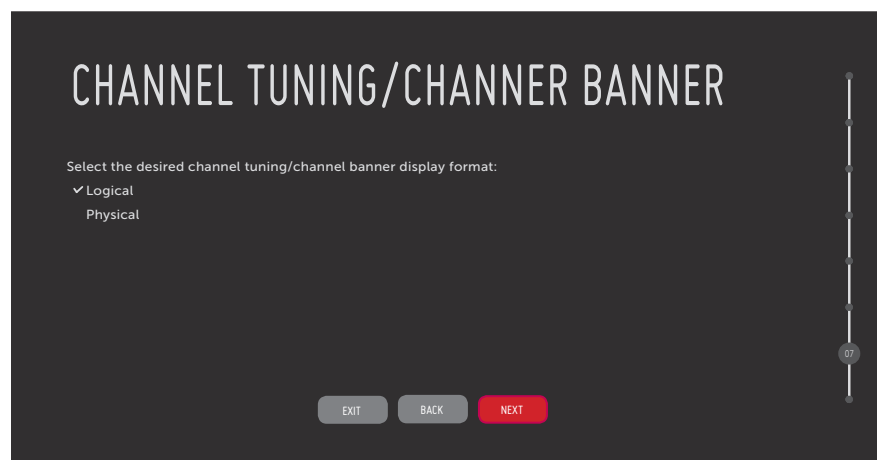 CHANNEL TUNING/CHANNER BANNER
Select the desired channel tuning/channel banner display format:
Logical
Physical
07
EXIT BACK NEXT